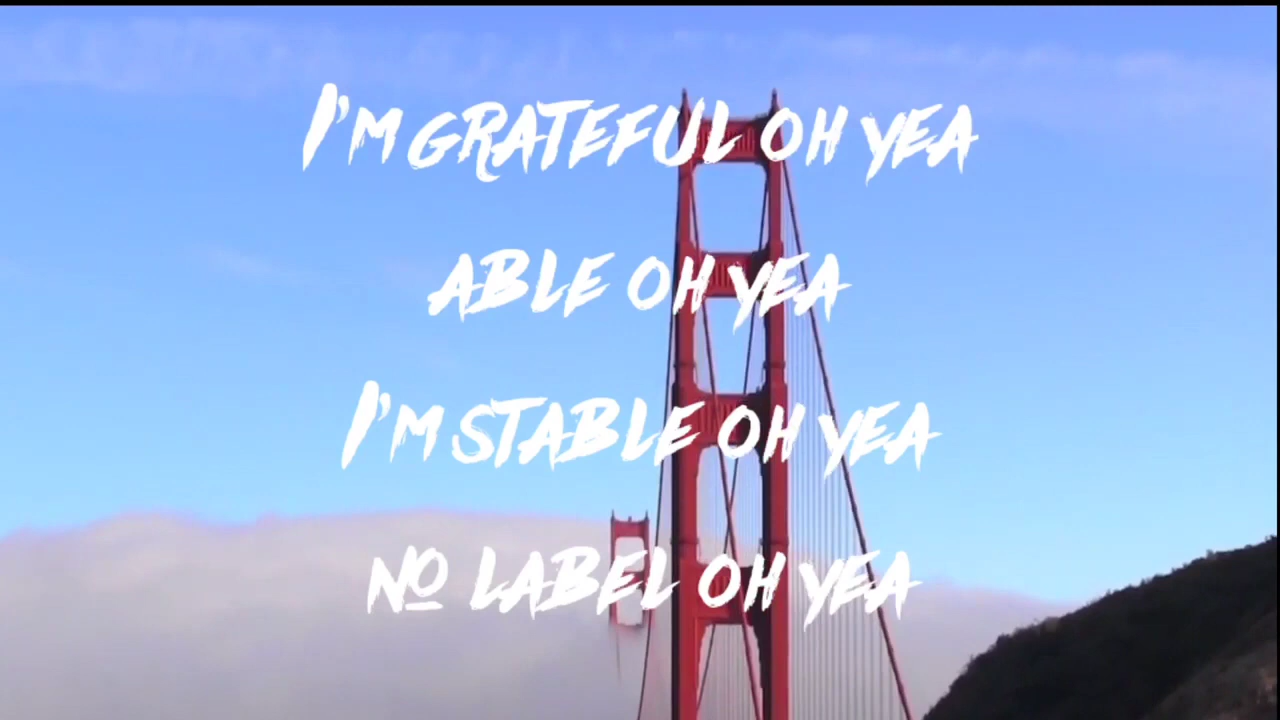 I'm grateful oh yea
able oh yea
I'm stable oh yea
no label oh yea